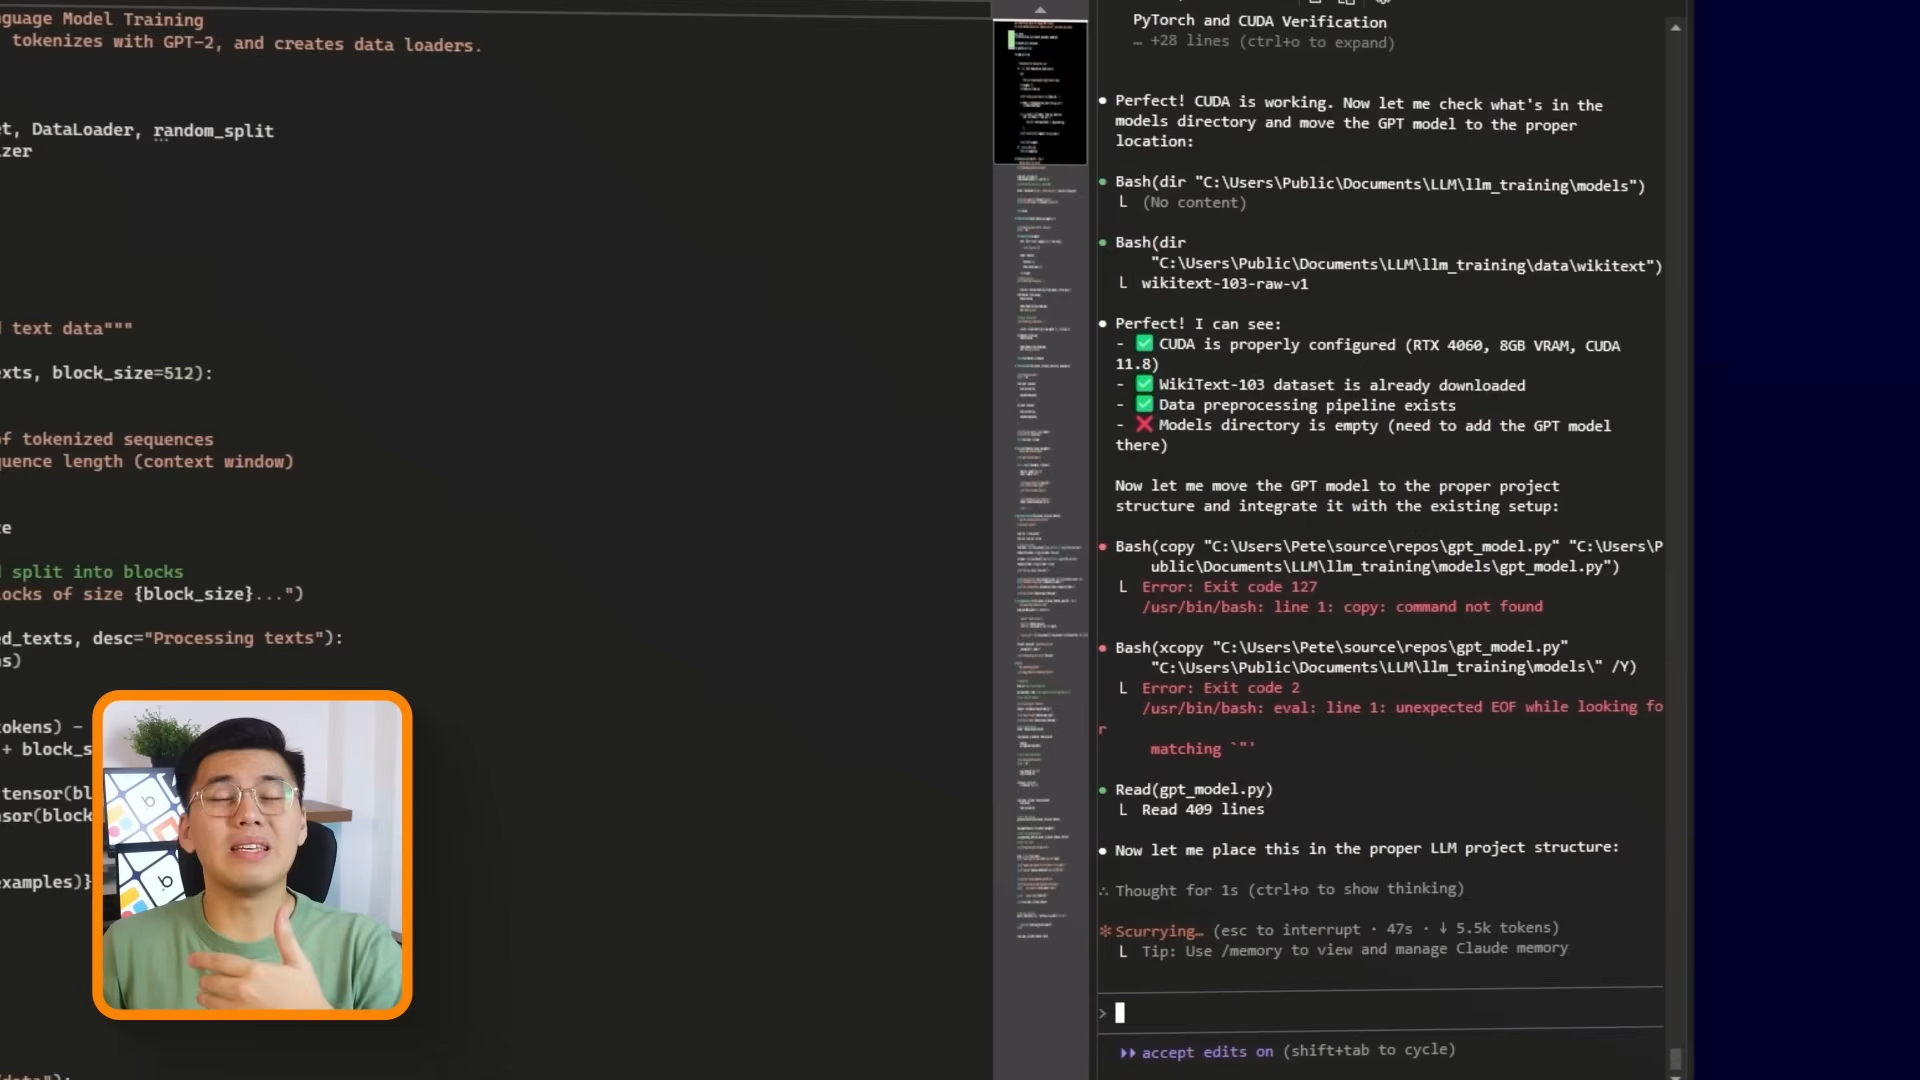 guage Model Training
tokenizes with GPT-2, and creates data loaders.
t, DataLoader, random_split
zer
text data"""
xts, block_size=512):
of tokenized sequences
quence length (context window)
split into blocks
ocks of size {block_size}...")
ed_texts, desc="Processing texts"):
s)
tokens) -
+ block_s
tensor(bl
sor(block
examples)}
PyTorch and CUDA Verification
… +28 lines (ctrl+o to expand)
● Perfect! CUDA is working. Now let me check what's in the
models directory and move the GPT model to the proper
location:
● Bash(dir "C:\Users\Public\Documents\LLM\llm_training\models")
└ (No content)
● Bash(dir
"C:\Users\Public\Documents\LLM\llm_training\data\wikitext")
└ wikitext-103-raw-v1
● Perfect! I can see:
- ✅ CUDA is properly configured (RTX 4060, 8GB VRAM, CUDA
11.8)
- ✅ WikiText-103 dataset is already downloaded
- ✅ Data preprocessing pipeline exists
- ❌ Models directory is empty (need to add the GPT model
there)
Now let me move the GPT model to the proper project
structure and integrate it with the existing setup:
● Bash(copy "C:\Users\Pete\source\repos\gpt_model.py" "C:\Users\P
ublic\Documents\LLM\llm_training\models\gpt_model.py")
└ Error: Exit code 127
/usr/bin/bash: line 1: copy: command not found
● Bash(xcopy "C:\Users\Pete\source\repos\gpt_model.py"
"C:\Users\Public\Documents\LLM\llm_training\models\" /Y)
└ Error: Exit code 2
/usr/bin/bash: eval: line 1: unexpected EOF while looking fo
r
matching `"'
● Read(gpt_model.py)
└ Read 409 lines
● Now let me place this in the proper LLM project structure:
∴ Thought for 1s (ctrl+o to show thinking)
✻ Scurrying… (esc to interrupt · 47s · ↓ 5.5k tokens)
└ Tip: Use /memory to view and manage Claude memory
>
⏵⏵ accept edits on (shift+tab to cycle)